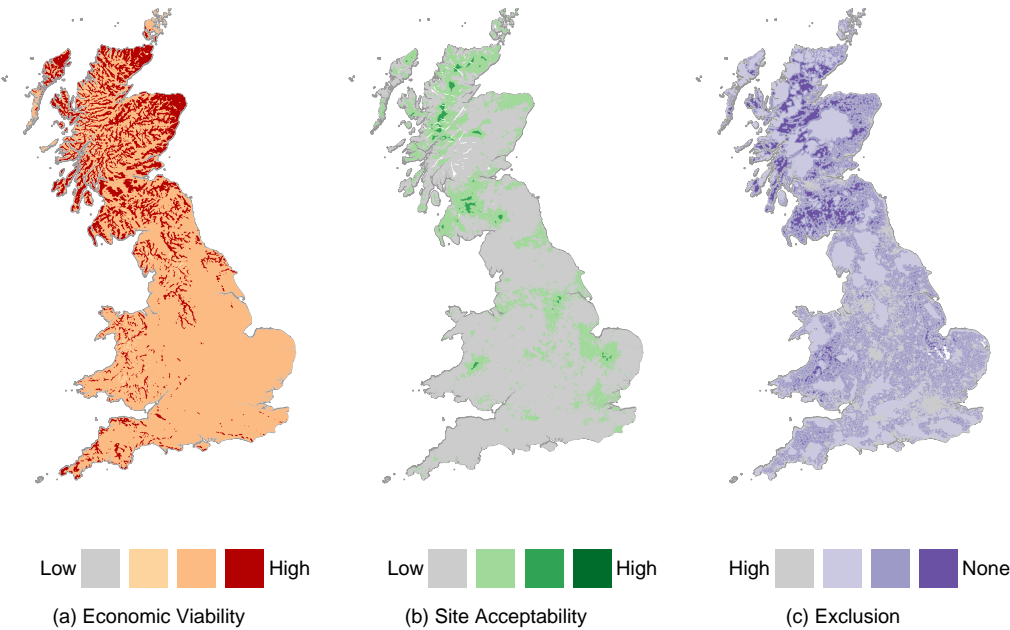 Low High
Low High
High None
(a) Economic Viability
(b) Site Acceptability
(c) Exclusion